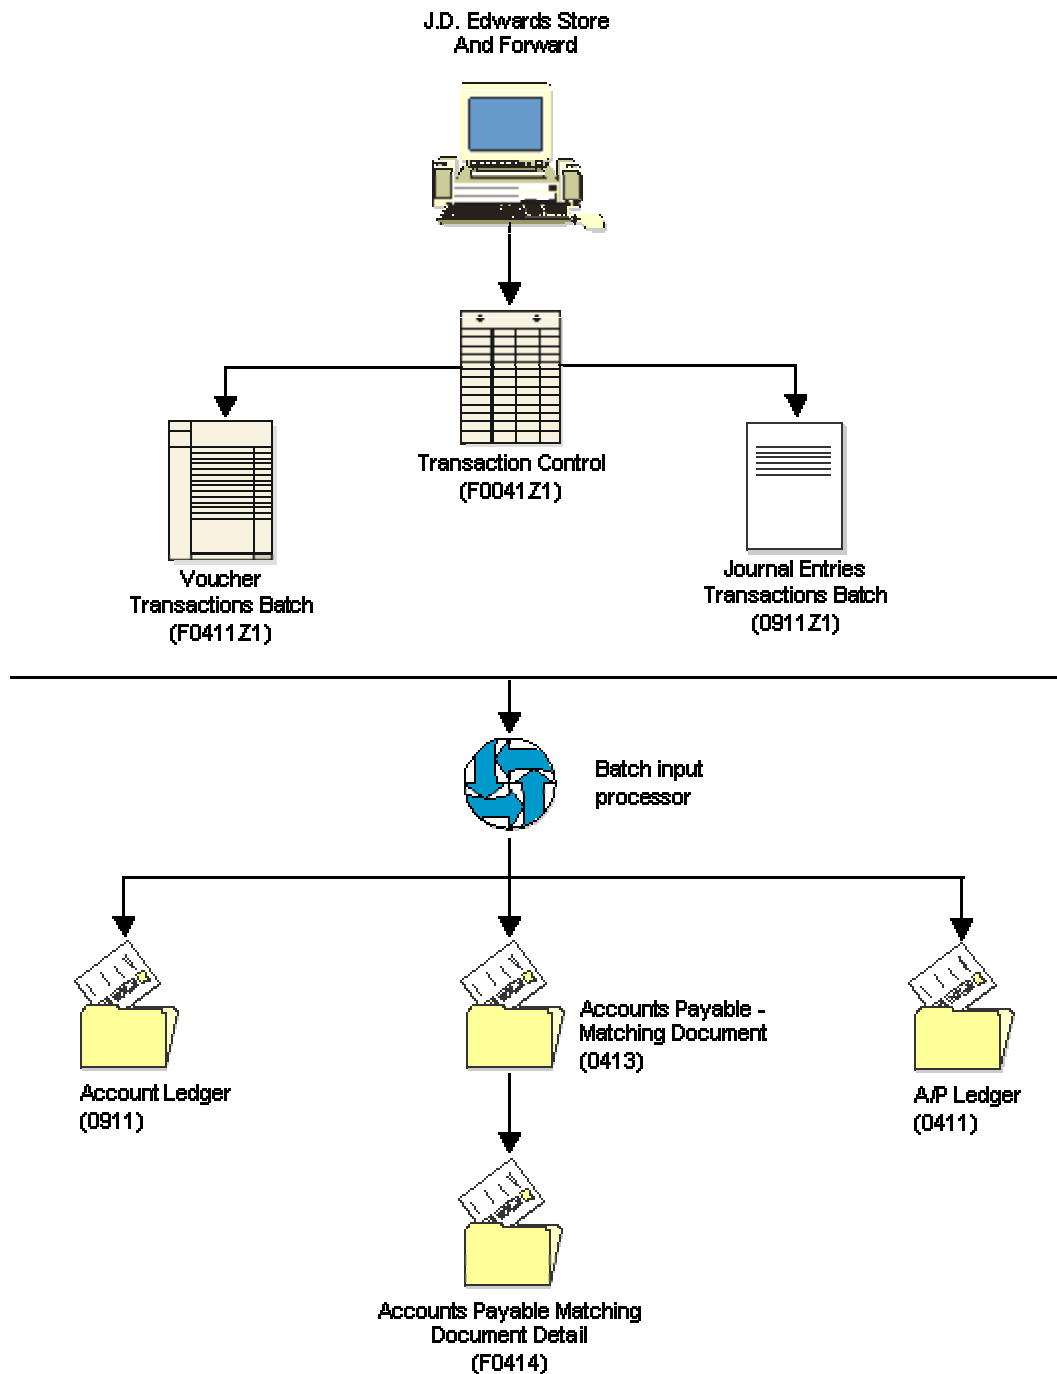 J.D. Edwards Store
And Forward
Transaction Control
(F0041Z1)
Voucher
Transactions Batch
(F0411Z1)
Journal Entries
Transactions Batch
(0911Z1)
Batch input
processor
Account Ledger
(0911)
Accounts Payable -
Matching Document
(0413)
A/P Ledger
(0411)
Accounts Payable Matching
Document Detail
(F0414)